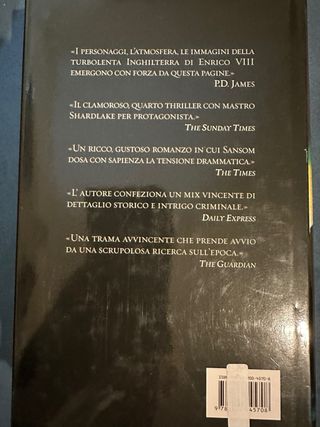 «I PERSONAGGI, L'ATMOSFERA, LE IMMAGINI DELLA
TURBOLENTA INGHILTERRA DI ENRICO VIII
EMERGONO CON FORZA DA QUESTA PAGINE.»
P.D. JAMES
«IL CLAMOROSO, QUARTO THRILLER CON MASTRO
SHARDLAKE PER PROTAGONISTA.»
THE SUNDAY TIMES
«UN RICCO, GUSTOSO ROMANZO IN CUI SANSOM
DOSA CON SAPIENZA LA TENSIONE DRAMMATICA.»
THE TIMES
«L' AUTORE CONFEZIONA UN MIX VINCENTE DI
DETTAGLIO STORICO E INTRIGO CRIMINALE.»
DAILY EXPRESS
«UNA TRAMA AVVINCENTE CHE PRENDE AVVIO
DA UNA SCRUPOLOSA RICERCA SULL'EPOCA.»
THE GUARDIAN
9 45708